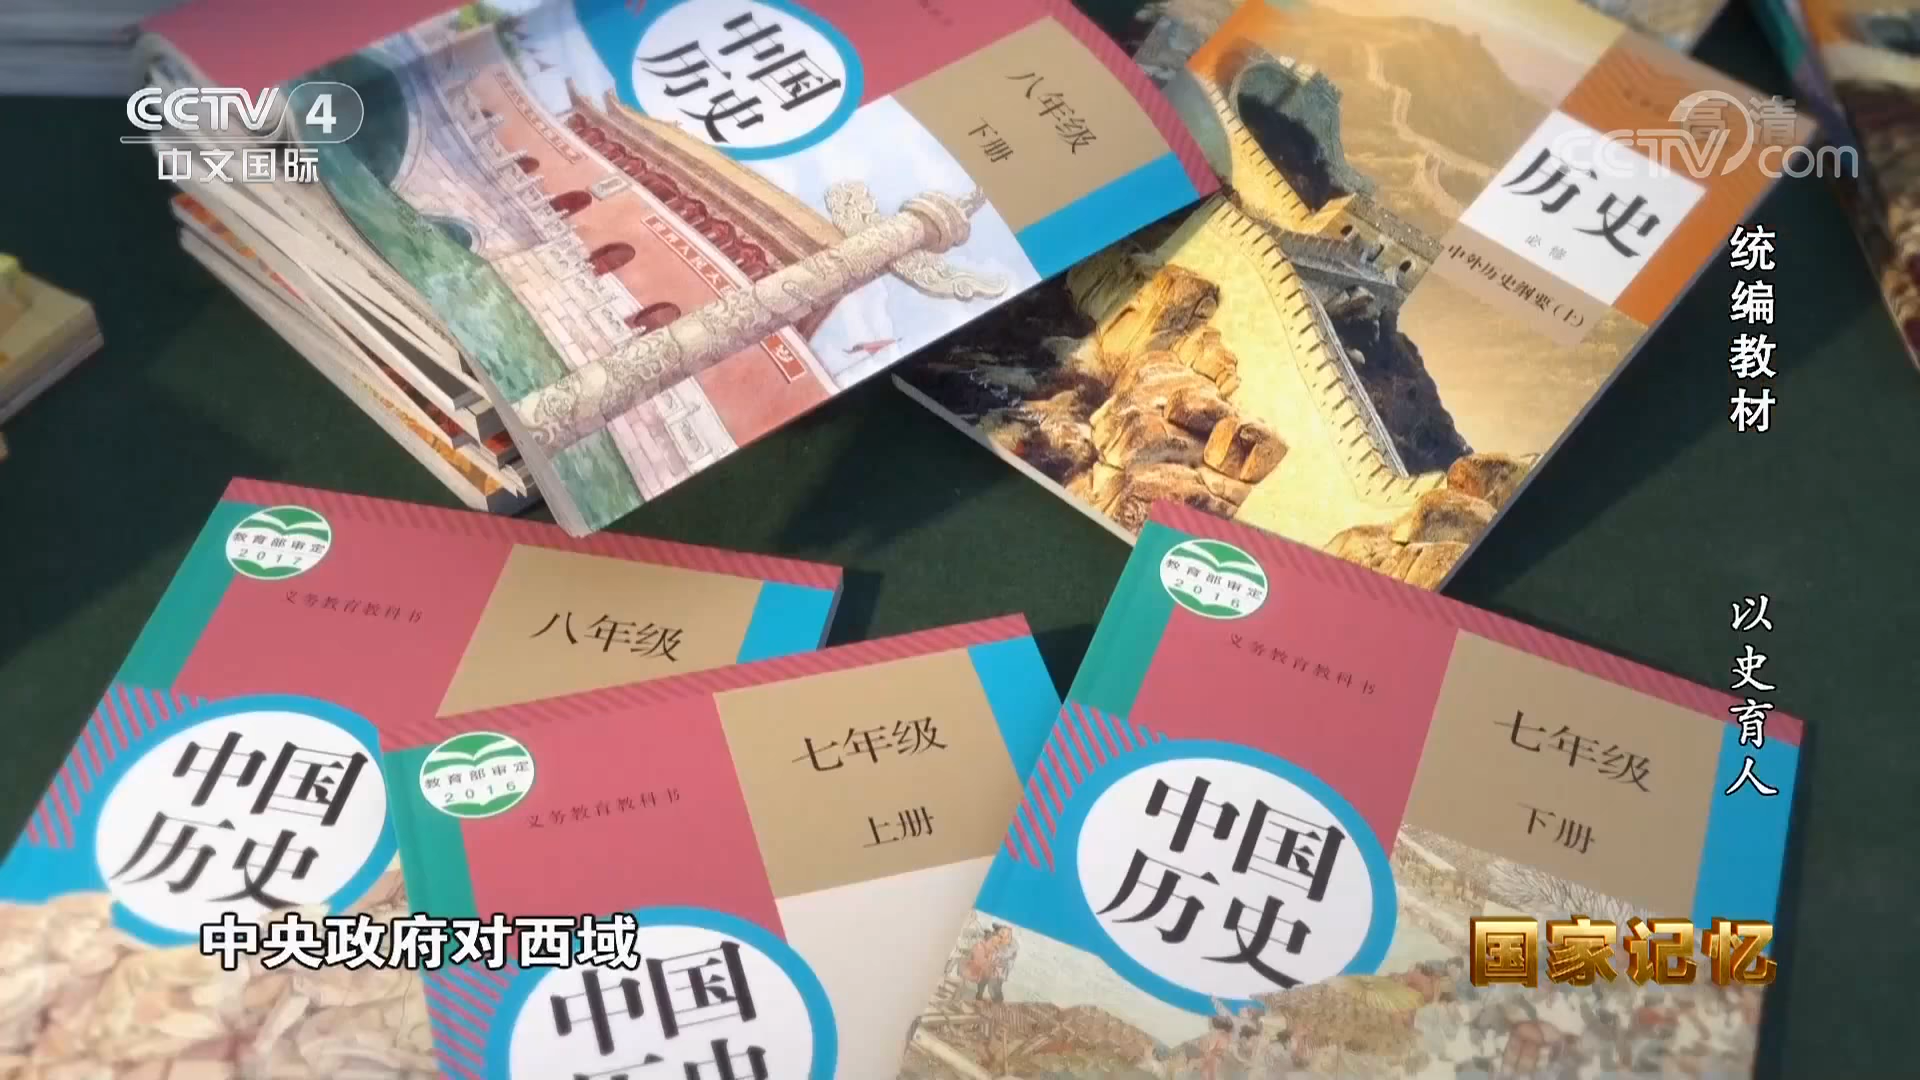 CCTV 4
中文国际
高清
CCTV com
中国
历史
八年级
下册
历史
必修
中外历史纲要(上)
统编教材
以史育人
教育部审定
2017
义务教育教科书
八年级
中国
历史
教育部审定
2016
义务教育教科书
七年级
上册
中国
历史
教育部审定
2016
义务教育教科书
七年级
下册
中国
历史
中央政府对西域
国家记忆